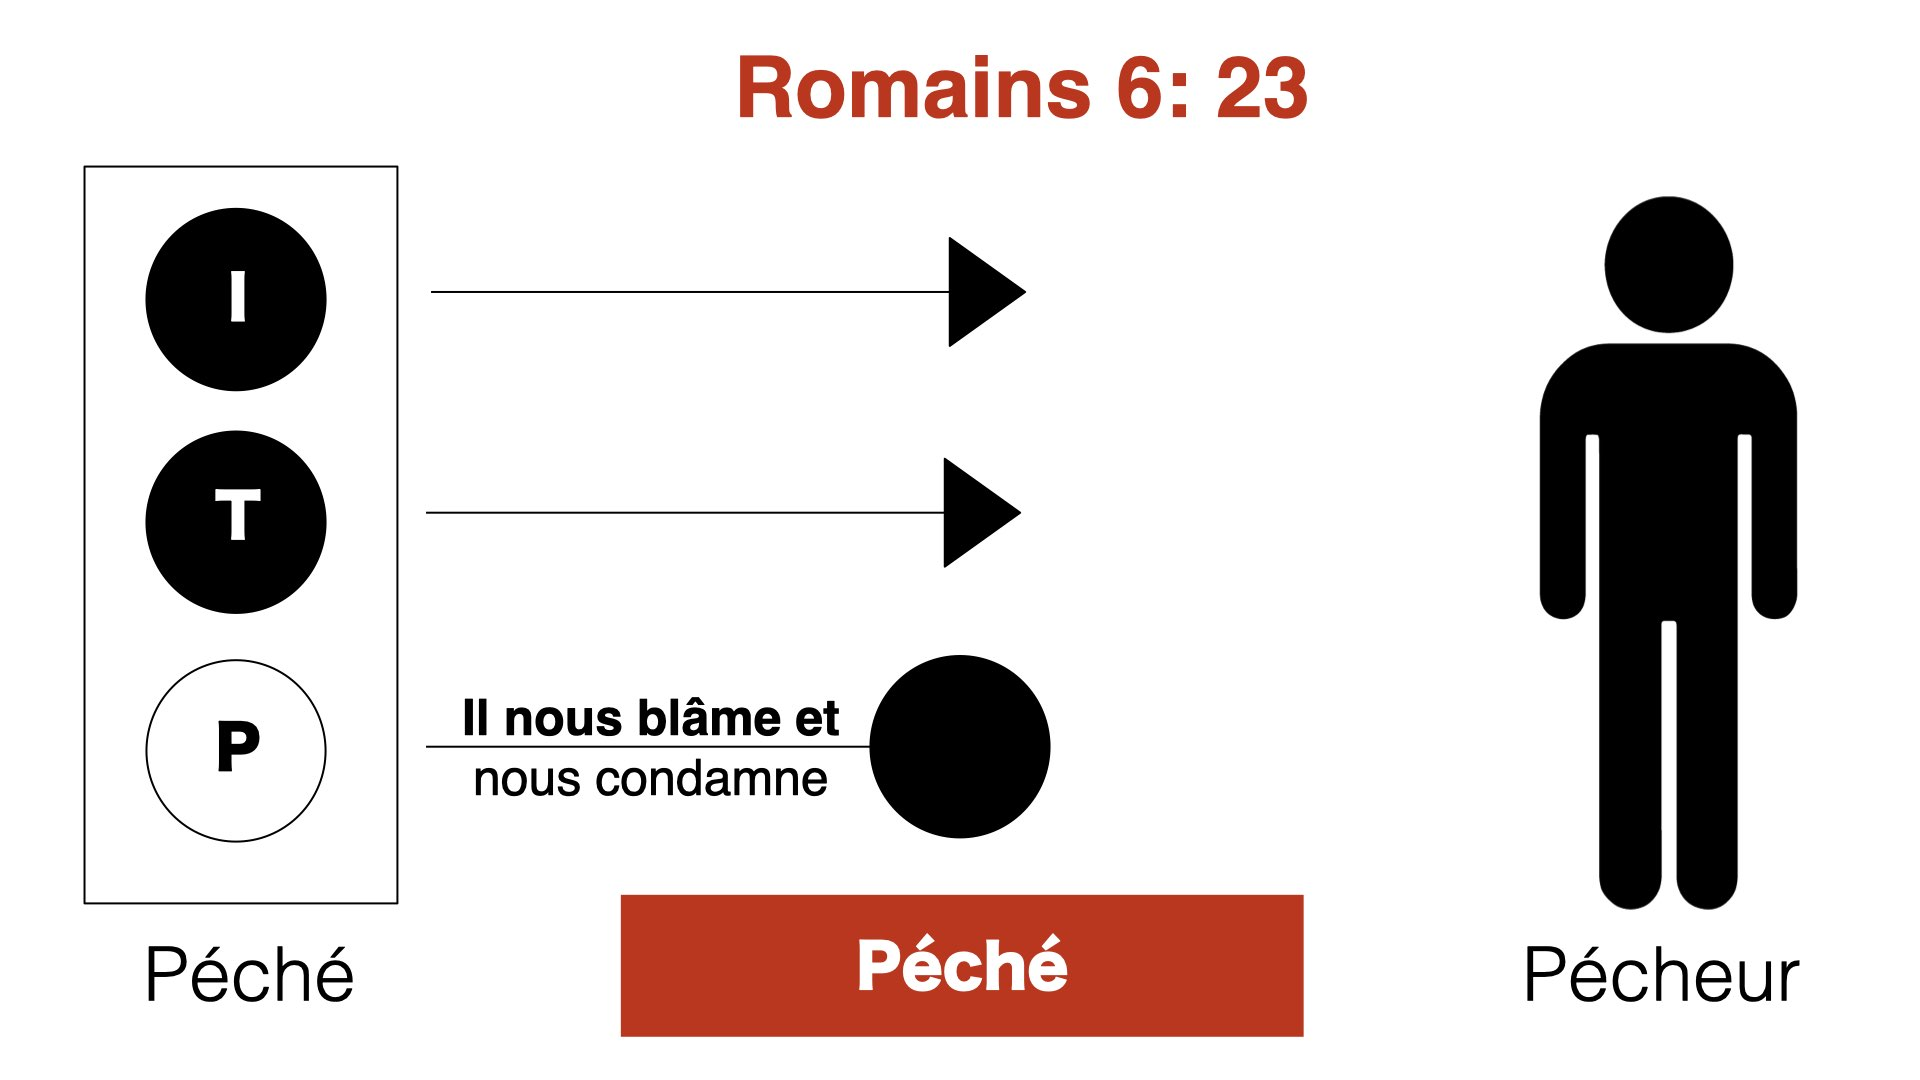 Romains 6: 23
I
T
P
Il nous blâme et
nous condamne
Péché
Péché
Pécheur